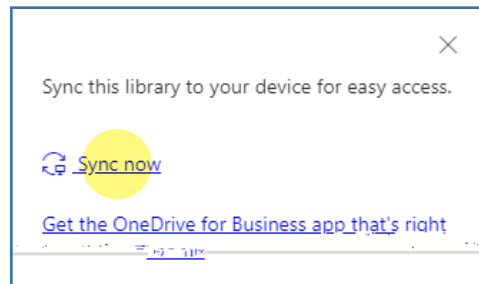 Sync this library to your device for easy access.
Sync now
Get the OneDrive for Business app that's right